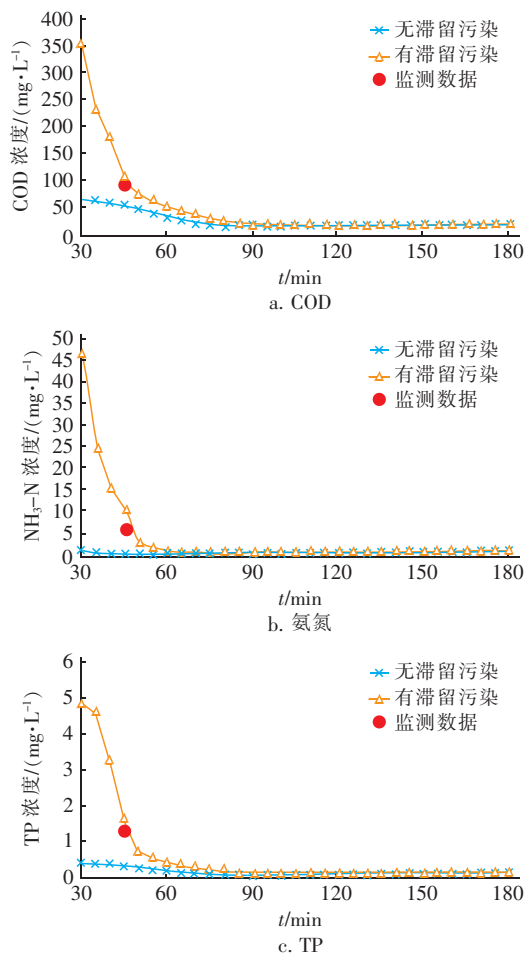 400
350
300
250
200
150
100
50
0
COD 浓度/(mg•L⁻¹)
无滞留污染
有滞留污染
监测数据
30 60 90 120 150 180
t/min
a. COD
50
45
40
35
30
25
20
15
10
5
0
NH₃-N 浓度/(mg•L⁻¹)
无滞留污染
有滞留污染
监测数据
30 60 90 120 150 180
t/min
b. 氨氮
6
5
4
3
2
1
0
TP 浓度/(mg•L⁻¹)
无滞留污染
有滞留污染
监测数据
30 60 90 120 150 180
t/min
c. TP